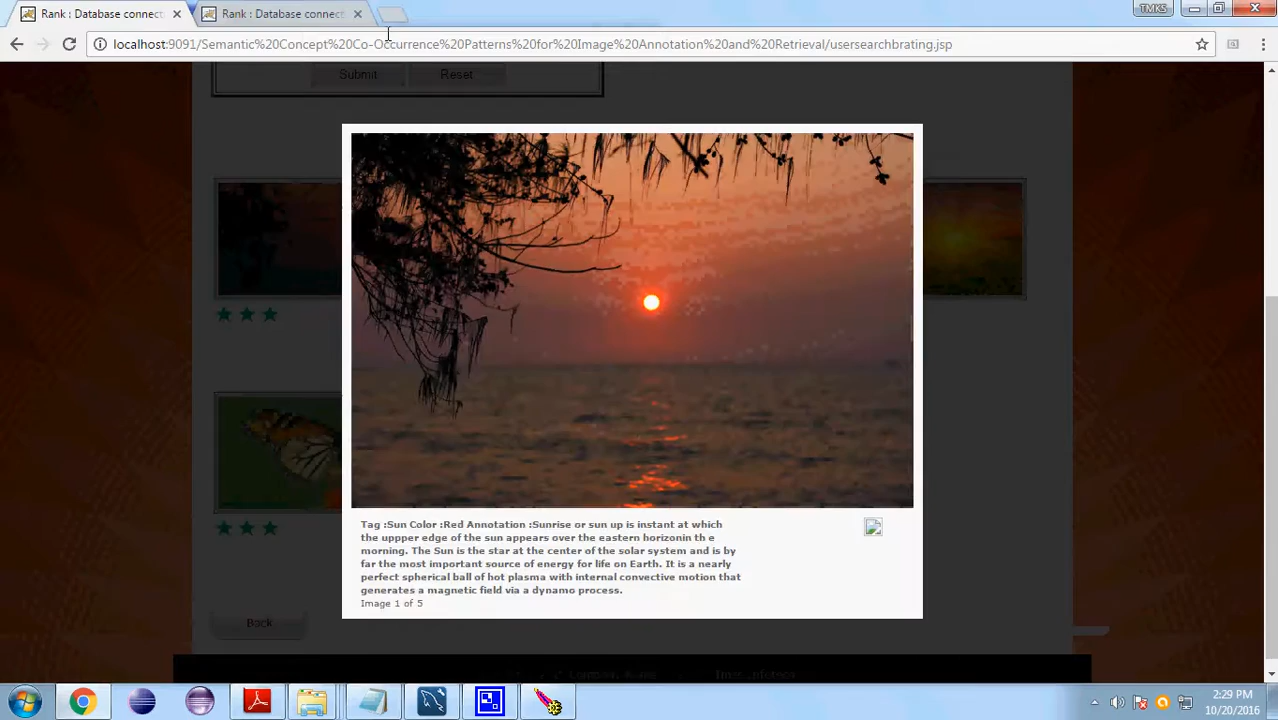 Rank : Database connect
Rank : Database connect
TMKS
localhost:9091/Semantic%20Concept%20Co-Occurrence%20Patterns%20for%20Image%20Annotation%20and%20Retrieval/usersearchbrating.jsp
Submit
Reset
Tag :Sun Color :Red Annotation :Sunrise or sun up is instant at which
the uppper edge of the sun appears over the eastern horizonin th e
morning. The Sun is the star at the center of the solar system and is by
far the most important source of energy for life on Earth. It is a nearly
perfect spherical ball of hot plasma with internal convective motion that
generates a magnetic field via a dynamo process.
Image 1 of 5
Back
2:29 PM
10/20/2016